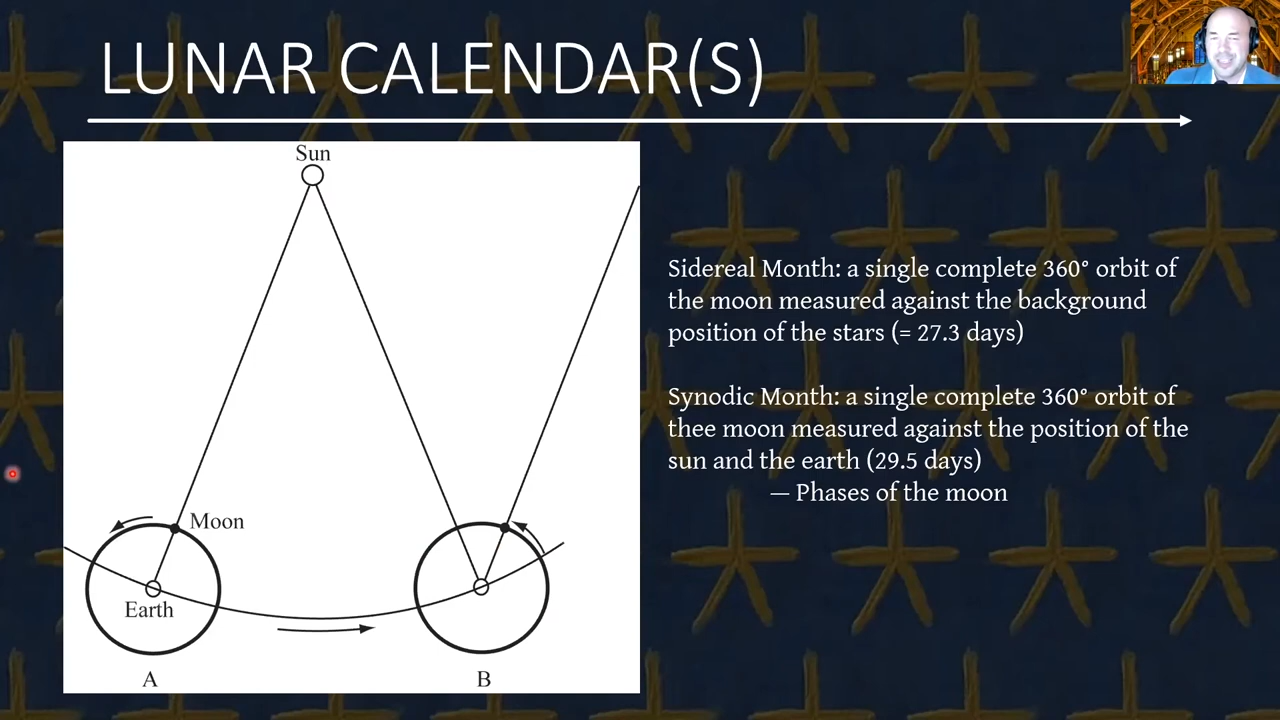 LUNAR CALENDAR(S)
Sun
Moon
Earth
A
B
Sidereal Month: a single complete 360° orbit of
the moon measured against the background
position of the stars (= 27.3 days)
Synodic Month: a single complete 360° orbit of
thee moon measured against the position of the
sun and the earth (29.5 days)
— Phases of the moon